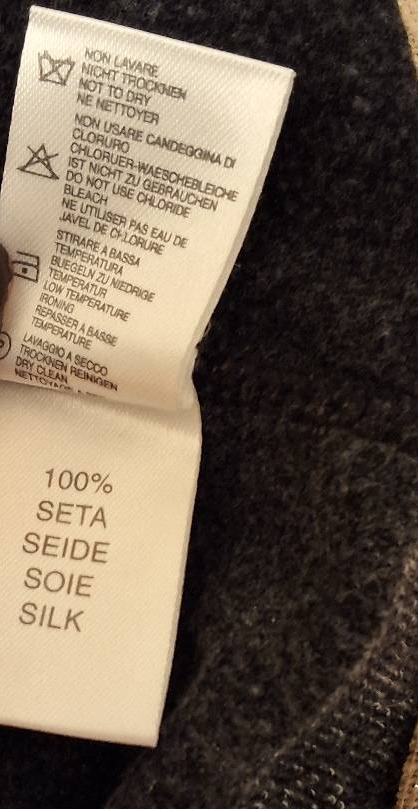 NON LAVARE
NICHT TROCKNEN
NOT TO DRY
NE NETTOYER
NON USARE CANDEGGINA DI
CLORURO
CHLORUER-WAESCHEBLEICHE
IST NICHT ZU GEBRAUCHEN
DO NOT USE CHLORIDE
BLEACH
NE UTILISER PAS EAU DE
JAVEL DE CLORURE
STIRARE A BASSA
TEMPERATURA
BUEGELN ZU NIEDRIGE
TEMPERATUR
LOW TEMPERATURE
IRONING
REPASSER A BASSE
TEMPERATURE
LAVAGGIO A SECCO
TROCKNEN REINIGEN
DRY CLEAN
NETTOYAGE A
100%
SETA
SEIDE
SOIE
SILK